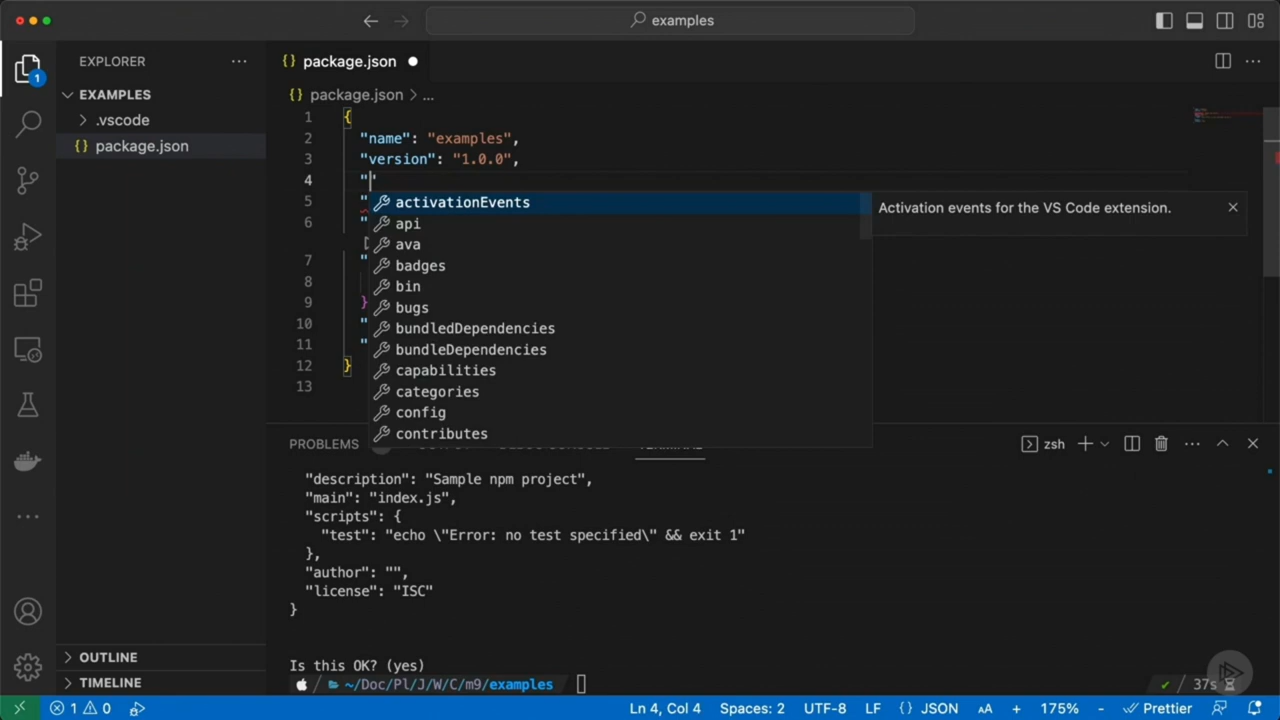 examples
EXPLORER
package.json
EXAMPLES
package.json > ...
.vscode
package.json
1 {
2 "name": "examples",
3 "version": "1.0.0",
4 ""
5 "
6 "
7 "
8
9 }
10 "
11 "
12 }
13
activationEvents
Activation events for the VS Code extension.
api
ava
badges
bin
bugs
bundledDependencies
bundleDependencies
capabilities
categories
config
contributes
PROBLEMS
zsh
"description": "Sample npm project",
"main": "index.js",
"scripts": {
"test": "echo \"Error: no test specified\" && exit 1"
},
"author": "",
"license": "ISC"
}
Is this OK? (yes)
~/Doc/Pl/J/W/C/m9/examples
37s
OUTLINE
TIMELINE
1
1 0
Ln 4, Col 4
Spaces: 2
UTF-8
LF
{} JSON
AA
+
175%
-
Prettier